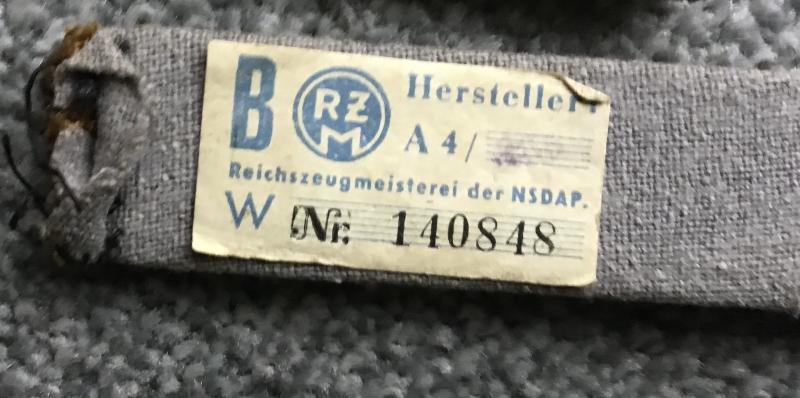 B RZM Hersteller:
A 4/
Reichszeugmeisterei der NSDAP.
W Nr. 140848